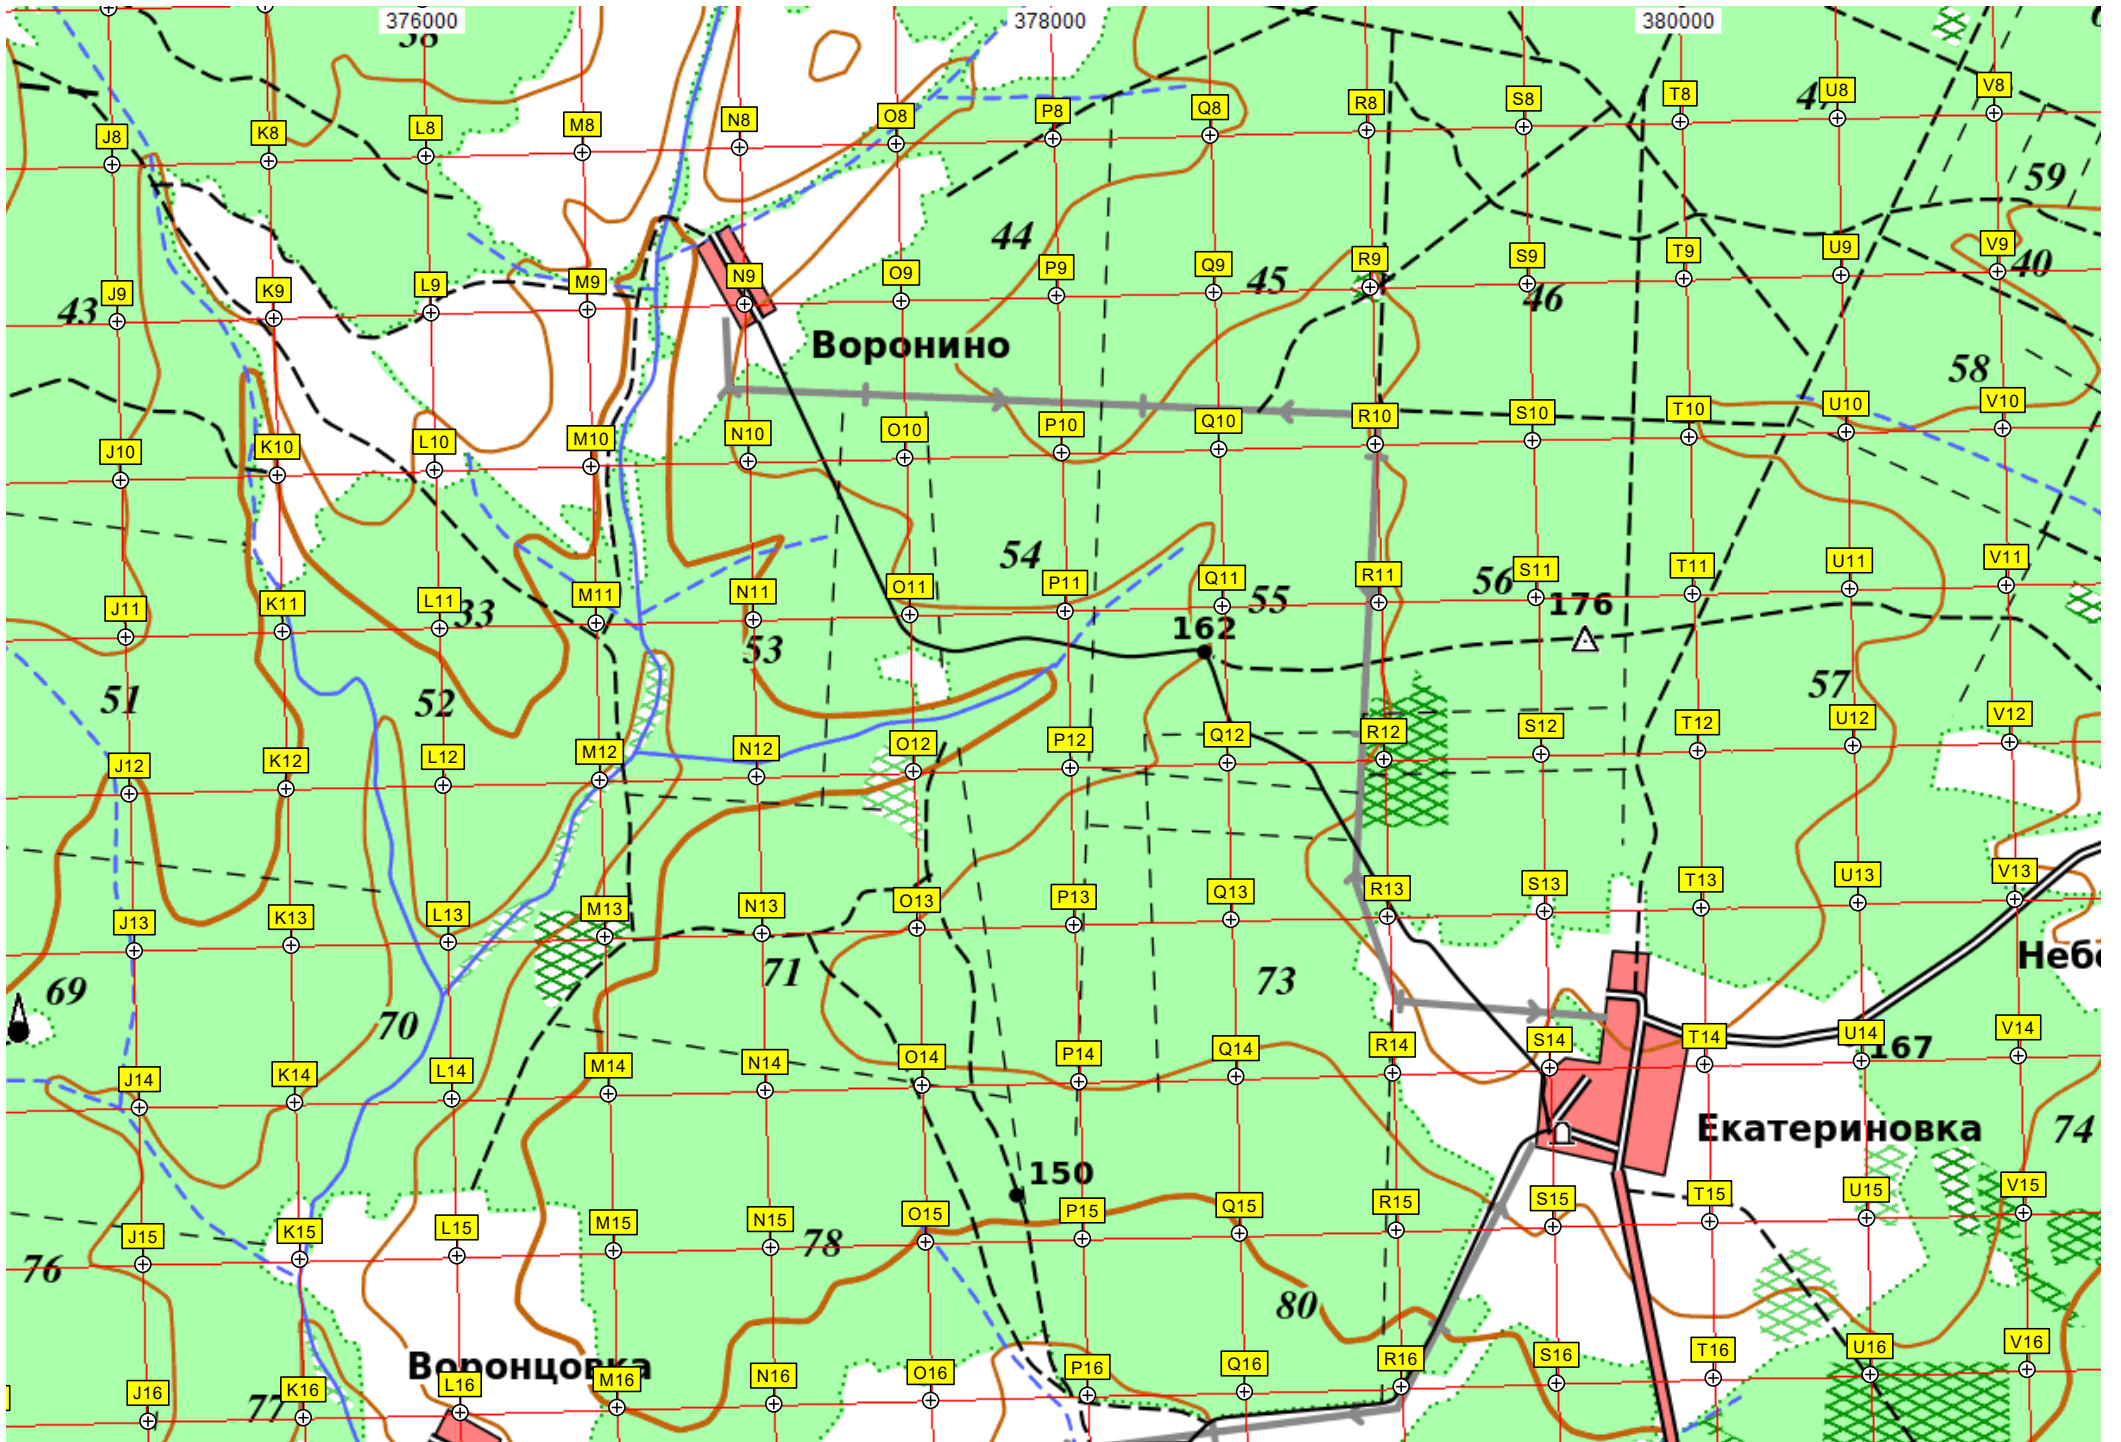 376000 378000 380000
58
J8 K8 L8 M8 N8 O8 P8 Q8 R8 S8 T8 U8 V8
47
59
44
J9 K9 L9 M9 N9 O9 P9 Q9 R9 S9 T9 U9 V9
43 45 46 40
Воронино
58
J10 K10 L10 M10 N10 O10 P10 Q10 R10 S10 T10 U10 V10
54
J11 K11 L11 M11 N11 O11 P11 Q11 R11 S11 T11 U11 V11
33 55 56 176
162
53
51 52 57
J12 K12 L12 M12 N12 O12 P12 Q12 R12 S12 T12 U12 V12
J13 K13 L13 M13 N13 O13 P13 Q13 R13 S13 T13 U13 V13
Небо
69 71 73
70
J14 K14 L14 M14 N14 O14 P14 Q14 R14 S14 T14 U14 V14
167
Екатериновка 74
150
J15 K15 L15 M15 N15 O15 P15 Q15 R15 S15 T15 U15 V15
76 78
80
Воронцовка
J16 K16 L16 M16 N16 O16 P16 Q16 R16 S16 T16 U16 V16
77